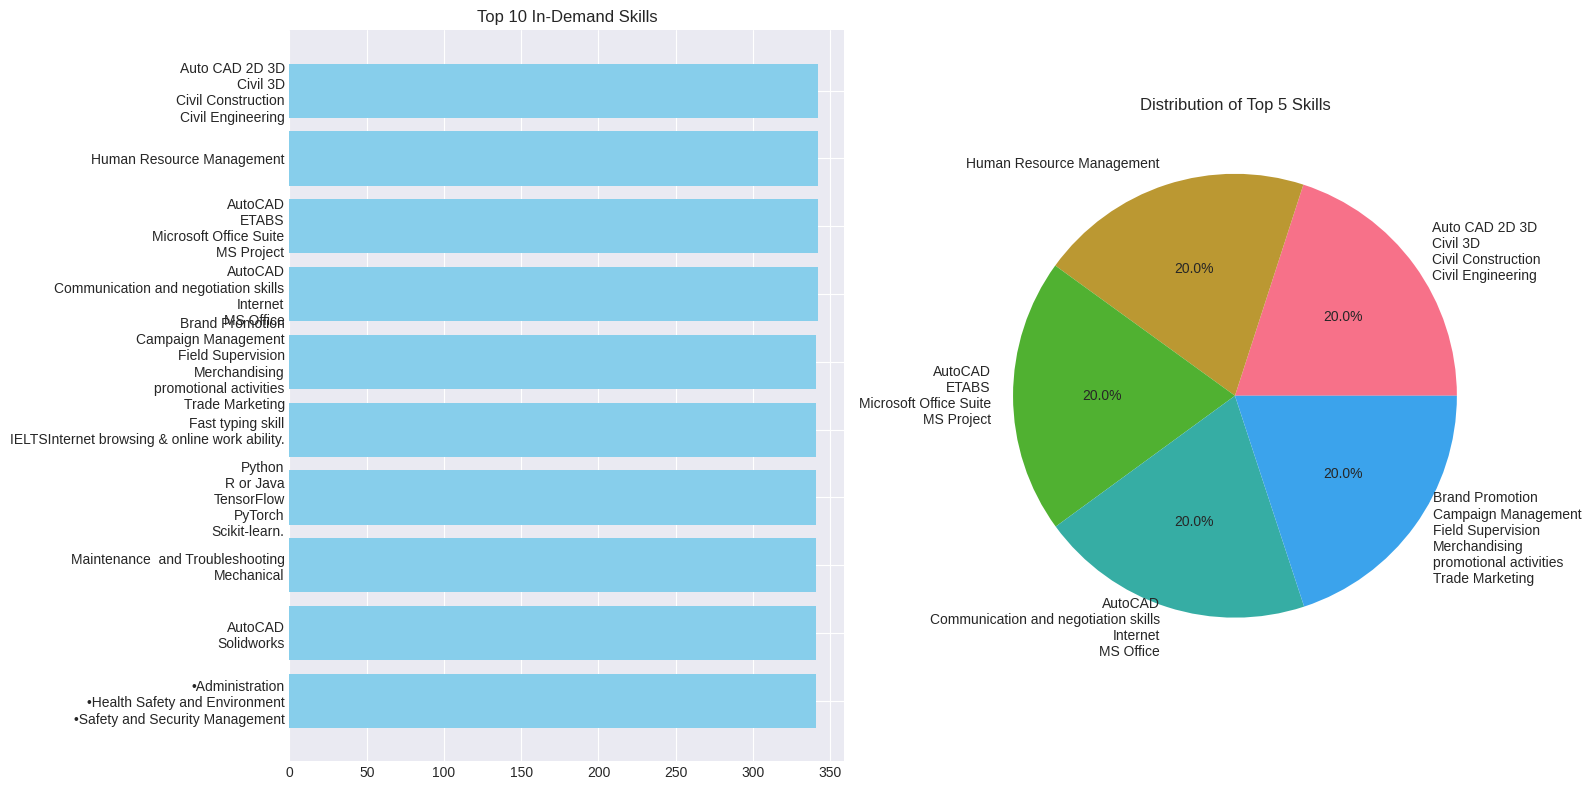 Top 10 In-Demand Skills
Auto CAD 2D 3D
Civil 3D
Civil Construction
Civil Engineering
Human Resource Management
AutoCAD
ETABS
Microsoft Office Suite
MS Project
AutoCAD
Communication and negotiation skills
Internet
MS Office
Brand Promotion
Campaign Management
Field Supervision
Merchandising
promotional activities
Trade Marketing
Fast typing skill
IELTSInternet browsing & online work ability.
Python
R or Java
TensorFlow
PyTorch
Scikit-learn.
Maintenance  and Troubleshooting
Mechanical
AutoCAD
Solidworks
•Administration
•Health Safety and Environment
•Safety and Security Management
0 50 100 150 200 250 300 350
Distribution of Top 5 Skills
Human Resource Management
Auto CAD 2D 3D
Civil 3D
Civil Construction
Civil Engineering
20.0%
20.0%
AutoCAD
ETABS
Microsoft Office Suite
MS Project
20.0%
20.0%
20.0%
Brand Promotion
Campaign Management
Field Supervision
Merchandising
promotional activities
Trade Marketing
AutoCAD
Communication and negotiation skills
Internet
MS Office